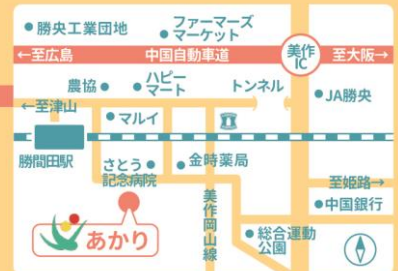 勝央工業団地
ファーマーズ
マーケット
←至広島
中国自動車道
美作
IC
至大阪→
農協
ハピー
マート
トンネル
JA勝央
←至津山
マルイ
勝間田駅
さとう
記念病院
金時薬局
至姫路→
中国銀行
美作岡山線
総合運動
公園
あかり